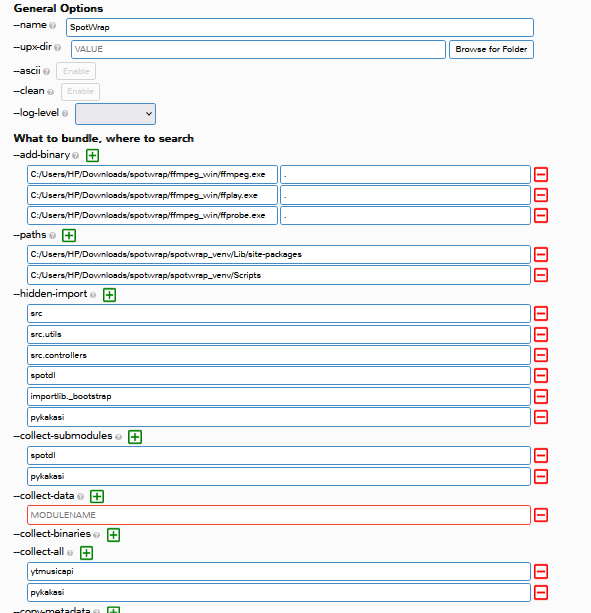 General Options
--name ? SpotWrap
--upx-dir ? VALUE Browse for Folder
--ascii ? Enable
--clean ? Enable
--log-level ?
What to bundle, where to search
--add-binary ?
C:/Users/HP/Downloads/spotwrap/ffmpeg_win/ffmpeg.exe .
C:/Users/HP/Downloads/spotwrap/ffmpeg_win/ffplay.exe .
C:/Users/HP/Downloads/spotwrap/ffmpeg_win/ffprobe.exe .
--paths ?
C:/Users/HP/Downloads/spotwrap/spotwrap_venv/Lib/site-packages
C:/Users/HP/Downloads/spotwrap/spotwrap_venv/Scripts
--hidden-import ?
src
src.utils
src.controllers
spotdl
importlib._bootstrap
pykakasi
--collect-submodules ?
spotdl
pykakasi
--collect-data ?
MODULENAME
--collect-binaries ?
--collect-all ?
ytmusicapi
pykakasi
--copy-metadata ?